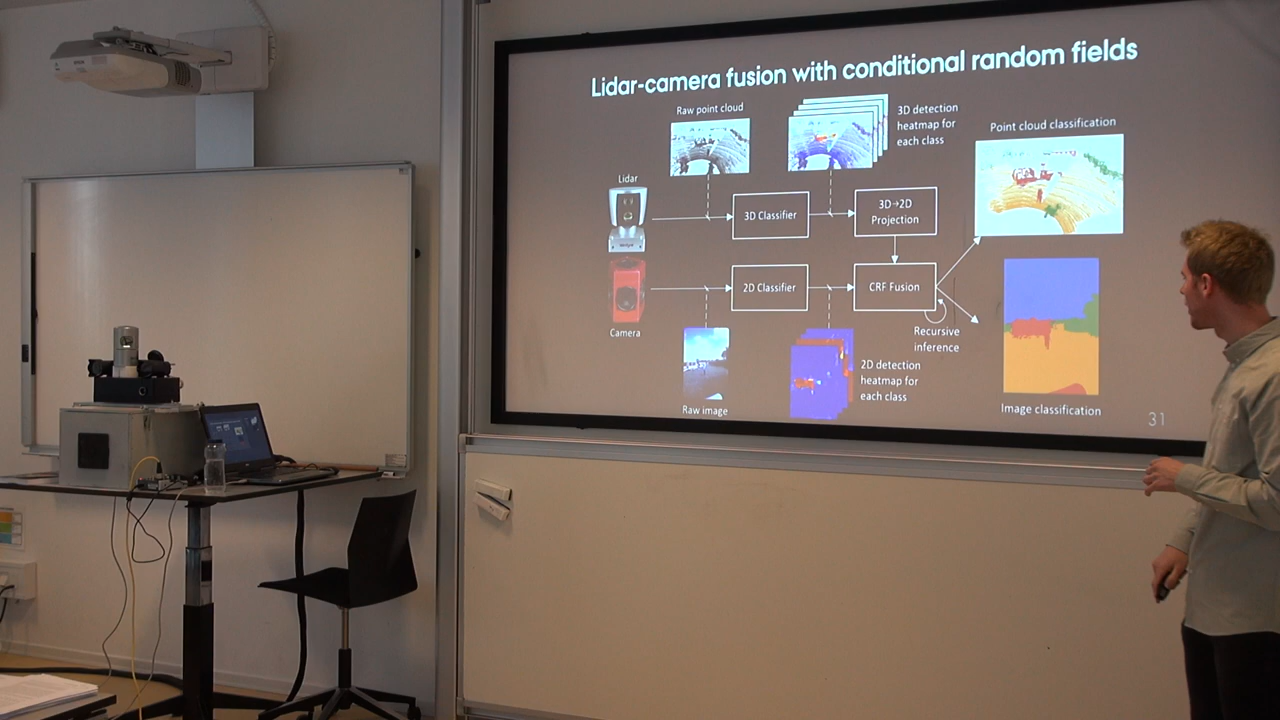 Lidar-camera fusion with conditional random fields
Raw point cloud
3D detection
heatmap for
each class
Point cloud classification
Lidar
3D Classifier
3D→2D
Projection
2D Classifier
CRF Fusion
Camera
Recursive
inference
2D detection
heatmap for
each class
Raw image
Image classification
31